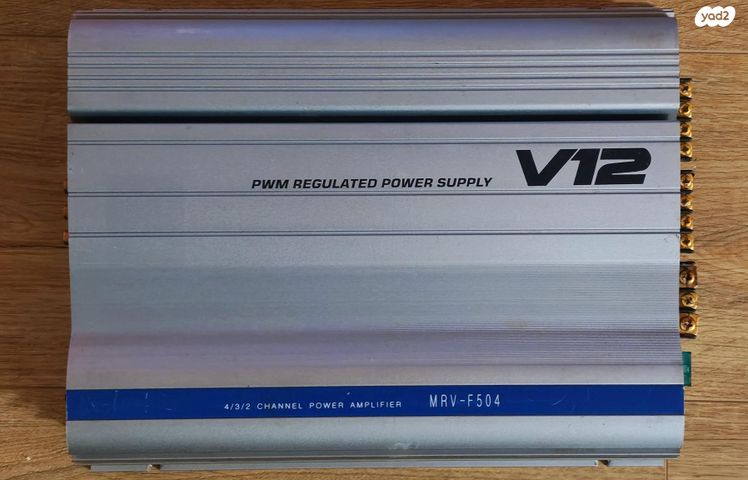 yad2
V12
PWM REGULATED POWER SUPPLY
4/3/2 CHANNEL POWER AMPLIFIER MRV-F504